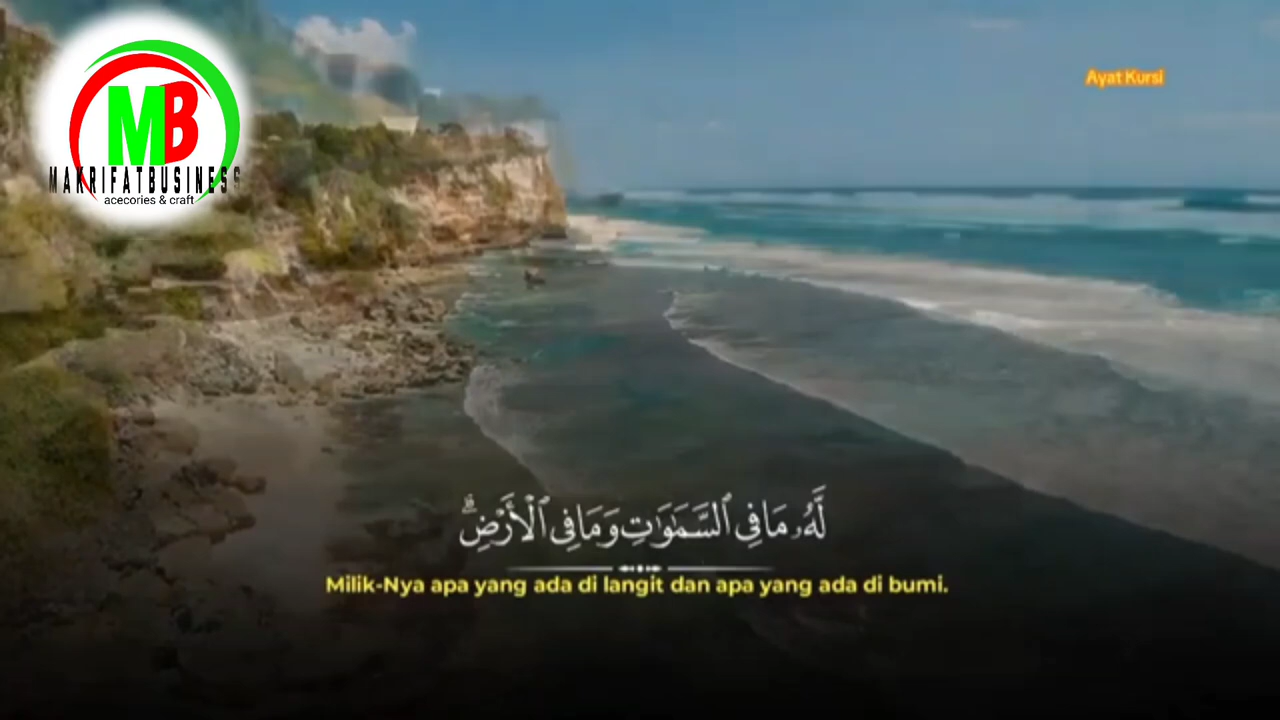 MB
MAKRIFATBUSINESS
acecories & craft
Ayat Kursi
لَّهُۥ مَا فِي ٱلسَّمَٰوَٰتِ وَمَا فِي ٱلْأَرْضِۗ
Milik-Nya apa yang ada di langit dan apa yang ada di bumi.